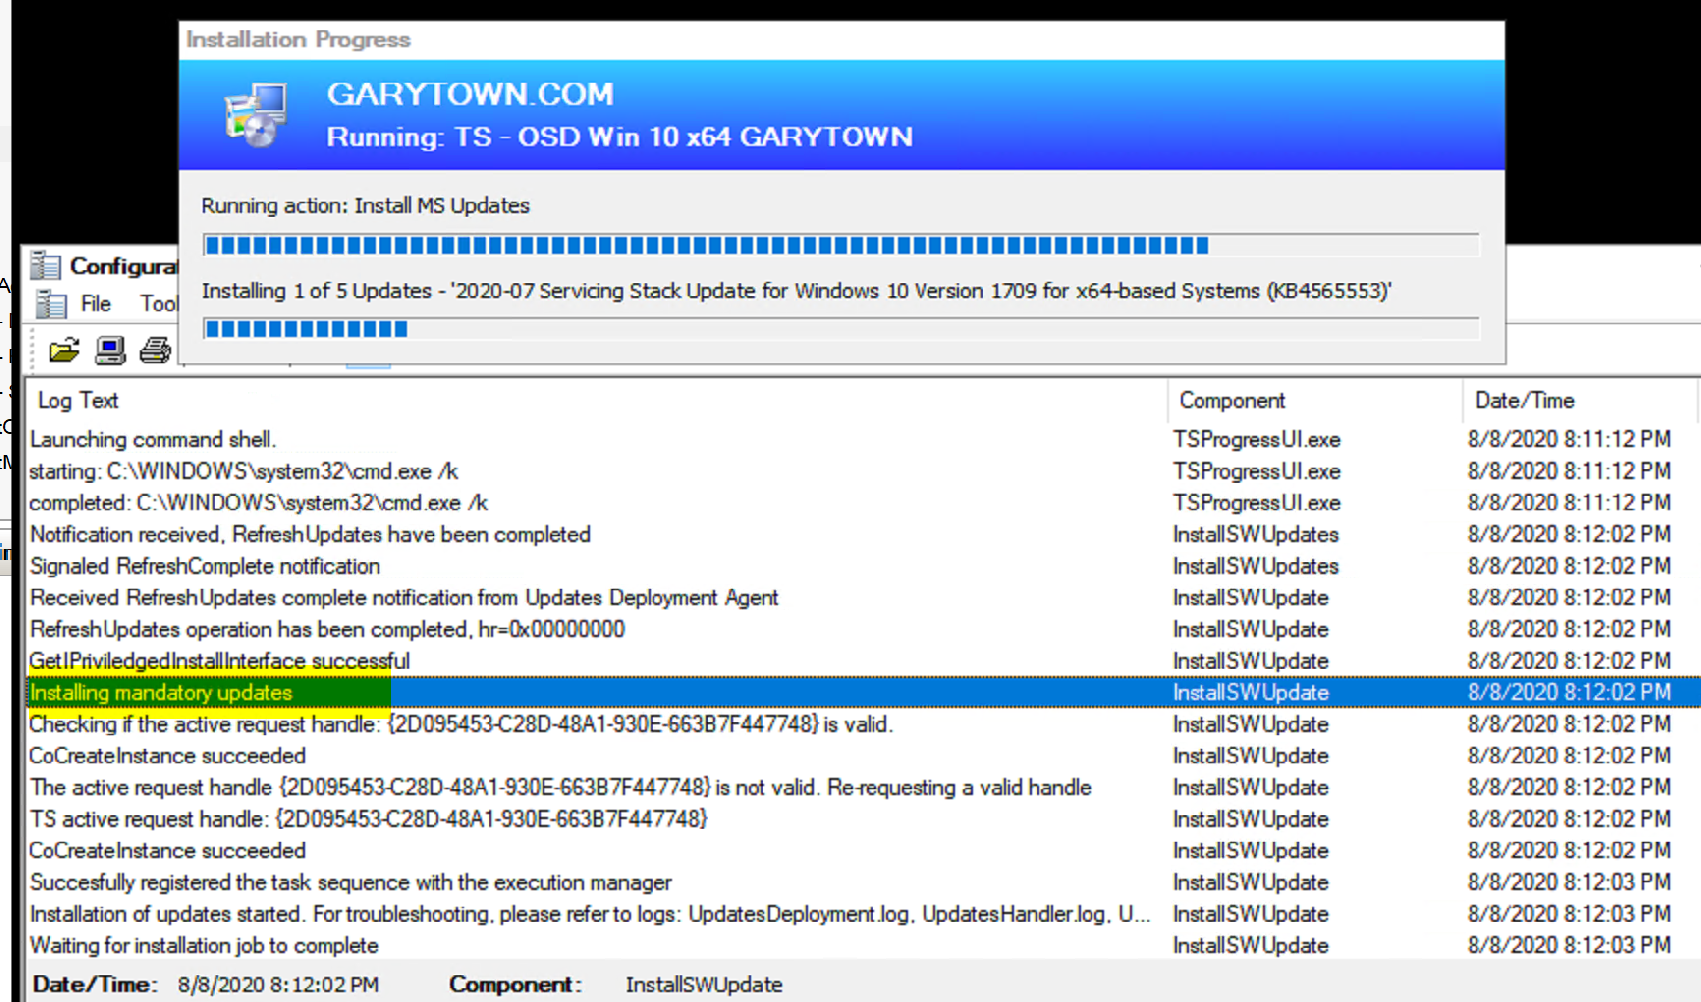 Installation Progress
GARYTOWN.COM
Running: TS - OSD Win 10 x64 GARYTOWN
Running action: Install MS Updates
Installing 1 of 5 Updates - '2020-07 Servicing Stack Update for Windows 10 Version 1709 for x64-based Systems (KB4565553)'
Configurat
File Tool
Log Text Component Date/Time
Launching command shell. TSProgressUI.exe 8/8/2020 8:11:12 PM
starting: C:\WINDOWS\system32\cmd.exe /k TSProgressUI.exe 8/8/2020 8:11:12 PM
completed: C:\WINDOWS\system32\cmd.exe /k TSProgressUI.exe 8/8/2020 8:11:12 PM
Notification received, RefreshUpdates have been completed InstallSWUpdates 8/8/2020 8:12:02 PM
Signaled RefreshComplete notification InstallSWUpdates 8/8/2020 8:12:02 PM
Received RefreshUpdates complete notification from Updates Deployment Agent InstallSWUpdate 8/8/2020 8:12:02 PM
RefreshUpdates operation has been completed, hr=0x00000000 InstallSWUpdate 8/8/2020 8:12:02 PM
GetIPriviledgedInstallInterface successful InstallSWUpdate 8/8/2020 8:12:02 PM
Installing mandatory updates InstallSWUpdate 8/8/2020 8:12:02 PM
Checking if the active request handle: {2D095453-C28D-48A1-930E-663B7F447748} is valid. InstallSWUpdate 8/8/2020 8:12:02 PM
CoCreateInstance succeeded InstallSWUpdate 8/8/2020 8:12:02 PM
The active request handle {2D095453-C28D-48A1-930E-663B7F447748} is not valid. Re-requesting a valid handle InstallSWUpdate 8/8/2020 8:12:02 PM
TS active request handle: {2D095453-C28D-48A1-930E-663B7F447748} InstallSWUpdate 8/8/2020 8:12:02 PM
CoCreateInstance succeeded InstallSWUpdate 8/8/2020 8:12:02 PM
Succesfully registered the task sequence with the execution manager InstallSWUpdate 8/8/2020 8:12:03 PM
Installation of updates started. For troubleshooting, please refer to logs: UpdatesDeployment.log, UpdatesHandler.log, U... InstallSWUpdate 8/8/2020 8:12:03 PM
Waiting for installation job to complete InstallSWUpdate 8/8/2020 8:12:03 PM
Date/Time: 8/8/2020 8:12:02 PM Component: InstallSWUpdate